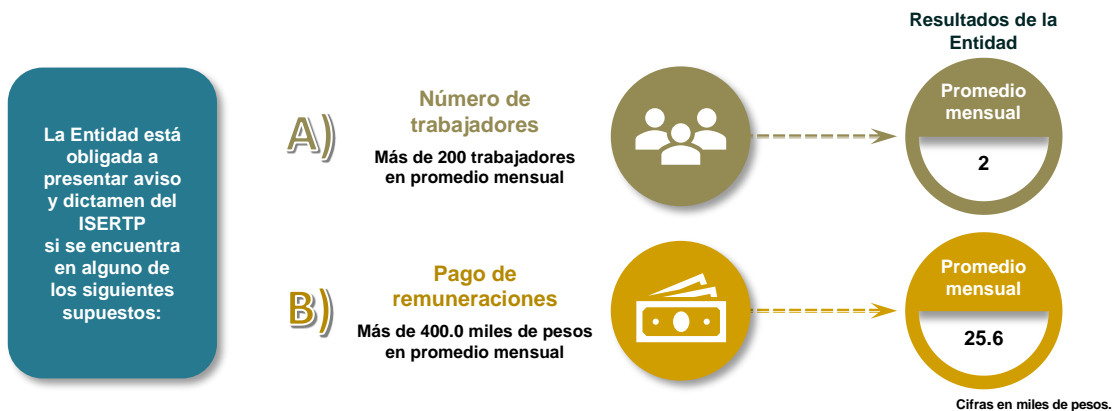 La Entidad está
obligada a
presentar aviso
y dictamen del
ISERTP
si se encuentra
en alguno de
los siguientes
supuestos:
A)
Número de
trabajadores
Más de 200 trabajadores
en promedio mensual
Resultados de la
Entidad
Promedio
mensual
2
B)
Pago de
remuneraciones
Más de 400.0 miles de pesos
en promedio mensual
Promedio
mensual
25.6
Cifras en miles de pesos.